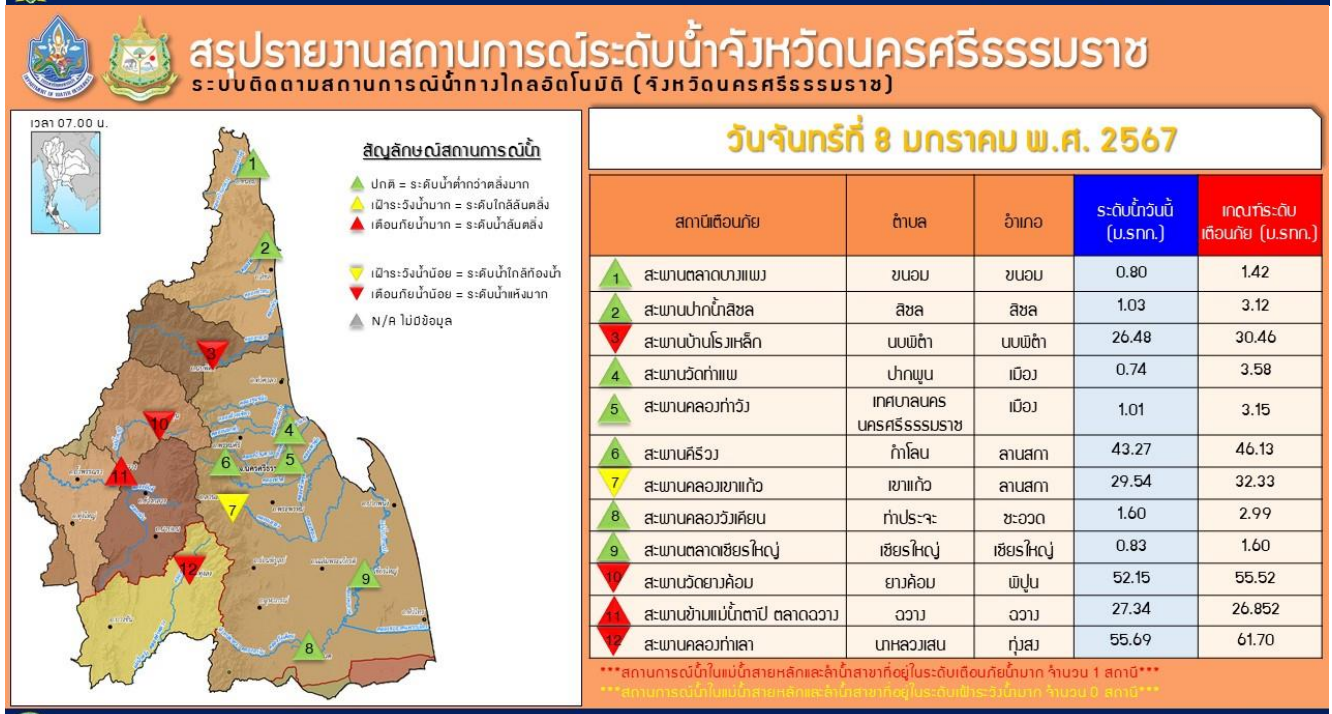 สรุปรายงานสถานการณ์ระดับน้ำจังหวัดนครศรีธรรมราช
ระบบติดตามสถานการณ์น้ำทางไกลอัตโนมัติ (จังหวัดนครศรีธรรมราช)
เวลา 07.00 น.
สัญลักษณ์สถานการณ์น้ำ
ปกติ = ระดับน้ำต่ำกว่าตลิ่งมาก
เฝ้าระวังน้ำมาก = ระดับใกล้ล้นตลิ่ง
เตือนภัยน้ำมาก = ระดับน้ำล้นตลิ่ง
เฝ้าระวังน้ำน้อย = ระดับน้ำใกล้ท้องน้ำ
เตือนภัยน้ำน้อย = ระดับน้ำแห้งมาก
N/A ไม่มีข้อมูล
1
2
3
10
4
11
6
5
7
12
9
8
วันจันทร์ที่ 8 มกราคม พ.ศ. 2567
สถานีเตือนภัย ตำบล อำเภอ ระดับน้ำวันนี้ (ม.รทก.) เกณฑ์ระดับเตือนภัย (ม.รทก.)
1 สะพานตลาดบางแพง ขนอม ขนอม 0.80 1.42
2 สะพานปากน้ำสิชล สิชล สิชล 1.03 3.12
3 สะพานบ้านโรงเหล็ก นบพิตำ นบพิตำ 26.48 30.46
4 สะพานวัดท่าแพ ปากพูน เมือง 0.74 3.58
5 สะพานคลองท่าวัง เทศบาลนครนครศรีธรรมราช เมือง 1.01 3.15
6 สะพานคีรีวง กำโลน ลานสกา 43.27 46.13
7 สะพานคลองเขาแก้ว เขาแก้ว ลานสกา 29.54 32.33
8 สะพานคลองวังเคียน ท่าประจะ ชะอวด 1.60 2.99
9 สะพานตลาดเชียรใหญ่ เชียรใหญ่ เชียรใหญ่ 0.83 1.60
10 สะพานวัดยางค้อม ยางค้อม พิปูน 52.15 55.52
11 สะพานข้ามแม่น้ำตาปี ตลาดฉวาง ฉวาง ฉวาง 27.34 26.852
12 สะพานคลองท่าเลา นาหลวงเสน ทุ่งสง 55.69 61.70
***สถานการณ์น้ำในแม่น้ำสายหลักและลำน้ำสาขาที่อยู่ในระดับเตือนภัยน้ำมาก จำนวน 1 สถานี***
***สถานการณ์น้ำในแม่น้ำสายหลักและลำน้ำสาขาที่อยู่ในระดับเฝ้าระวังน้ำมาก จำนวน 0 สถานี***